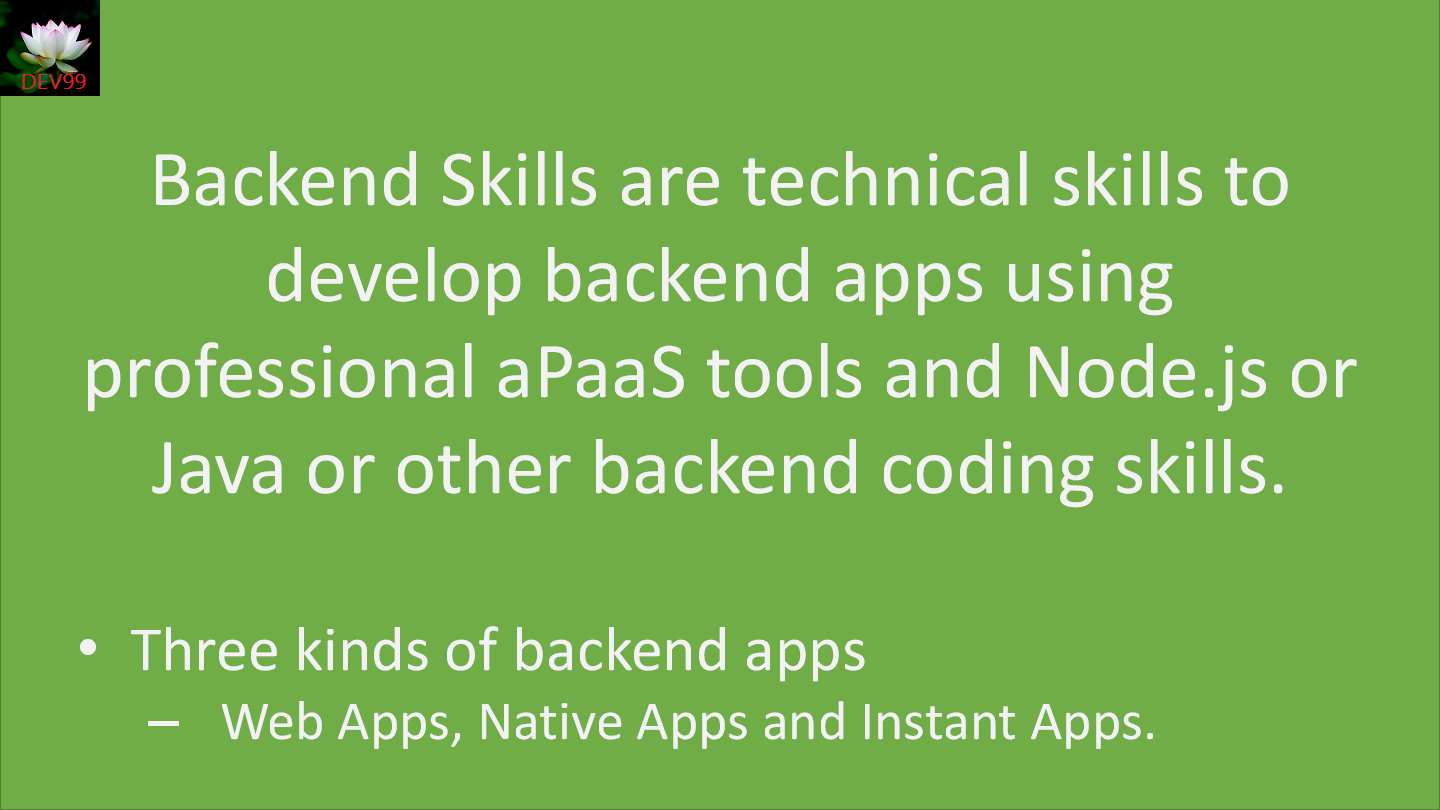 DEV99
Backend Skills are technical skills to
develop backend apps using
professional aPaaS tools and Node.js or
Java or other backend coding skills.
• Three kinds of backend apps
– Web Apps, Native Apps and Instant Apps.